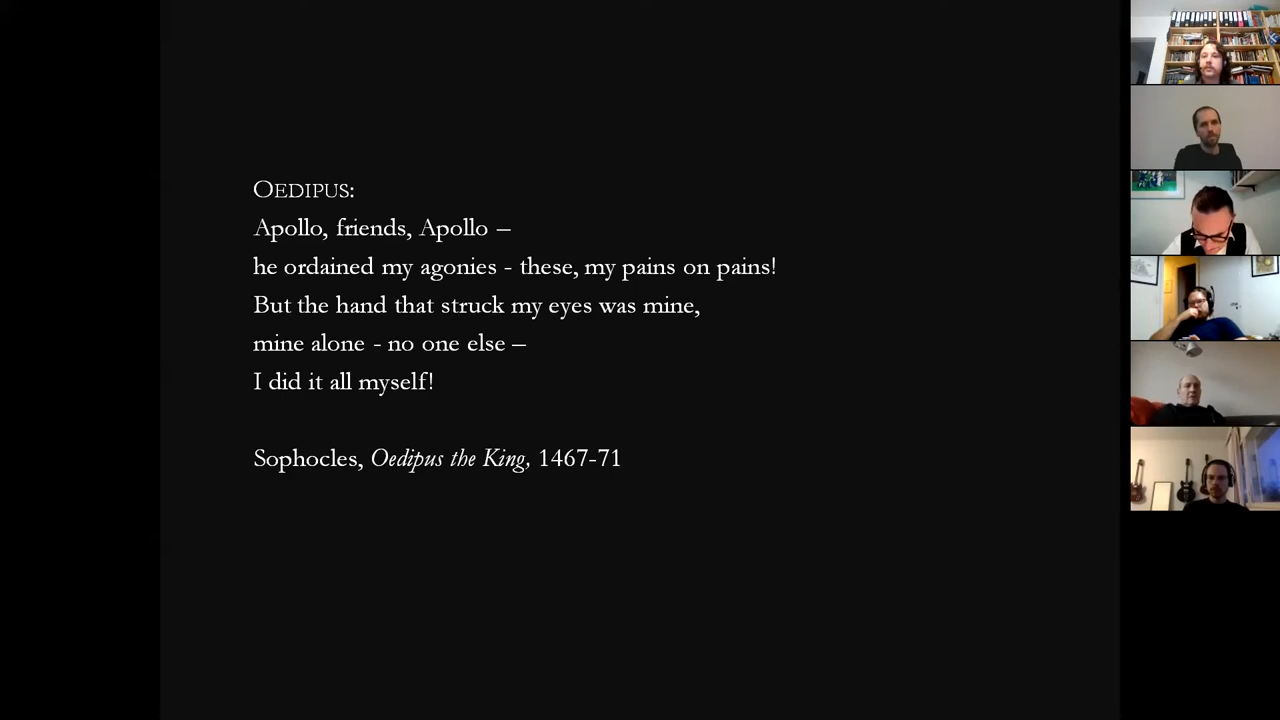 OEDIPUS:
Apollo, friends, Apollo –
he ordained my agonies - these, my pains on pains!
But the hand that struck my eyes was mine,
mine alone - no one else –
I did it all myself!
Sophocles, Oedipus the King, 1467-71